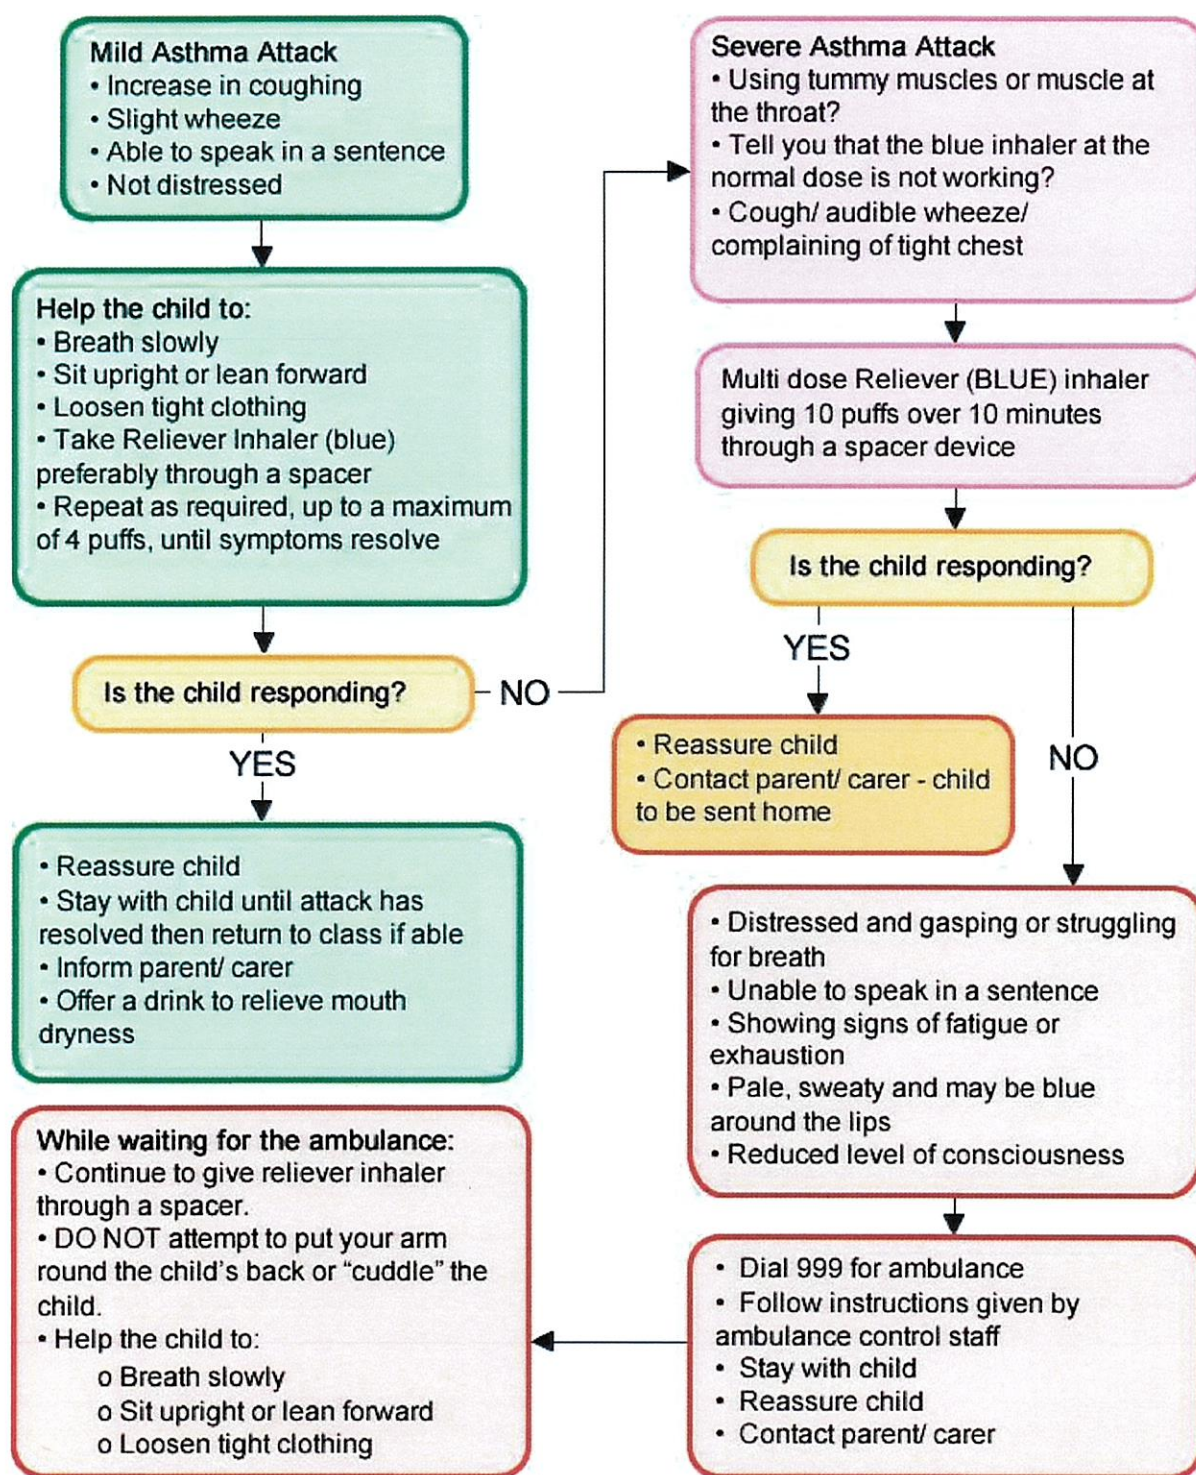 Mild Asthma Attack
• Increase in coughing
• Slight wheeze
• Able to speak in a sentence
• Not distressed
Help the child to:
• Breath slowly
• Sit upright or lean forward
• Loosen tight clothing
• Take Reliever Inhaler (blue)
preferably through a spacer
• Repeat as required, up to a maximum
of 4 puffs, until symptoms resolve
Is the child responding?
NO
YES
• Reassure child
• Stay with child until attack has
resolved then return to class if able
• Inform parent/ carer
• Offer a drink to relieve mouth
dryness
Severe Asthma Attack
• Using tummy muscles or muscle at
the throat?
• Tell you that the blue inhaler at the
normal dose is not working?
• Cough/ audible wheeze/
complaining of tight chest
Multi dose Reliever (BLUE) inhaler
giving 10 puffs over 10 minutes
through a spacer device
Is the child responding?
YES
• Reassure child
• Contact parent/ carer - child
to be sent home
NO
• Distressed and gasping or struggling
for breath
• Unable to speak in a sentence
• Showing signs of fatigue or
exhaustion
• Pale, sweaty and may be blue
around the lips
• Reduced level of consciousness
• Dial 999 for ambulance
• Follow instructions given by
ambulance control staff
• Stay with child
• Reassure child
• Contact parent/ carer
While waiting for the ambulance:
• Continue to give reliever inhaler
through a spacer.
• DO NOT attempt to put your arm
round the child's back or “cuddle” the
child.
• Help the child to:
o Breath slowly
o Sit upright or lean forward
o Loosen tight clothing